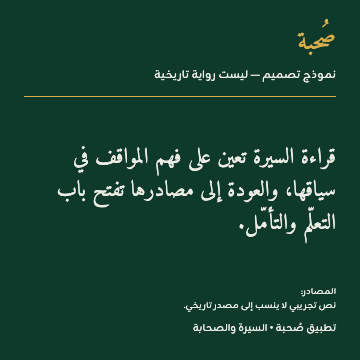 صُحبة
نموذج تصميم — ليست رواية تاريخية
قراءة السيرة تعين على فهم المواقف في
سياقها، والعودة إلى مصادرها تفتح باب
التعلّم والتأمّل.
المصادر:
نص تجريبي لا ينسب إلى مصدر تاريخي.
تطبيق صُحبة • السيرة والصحابة